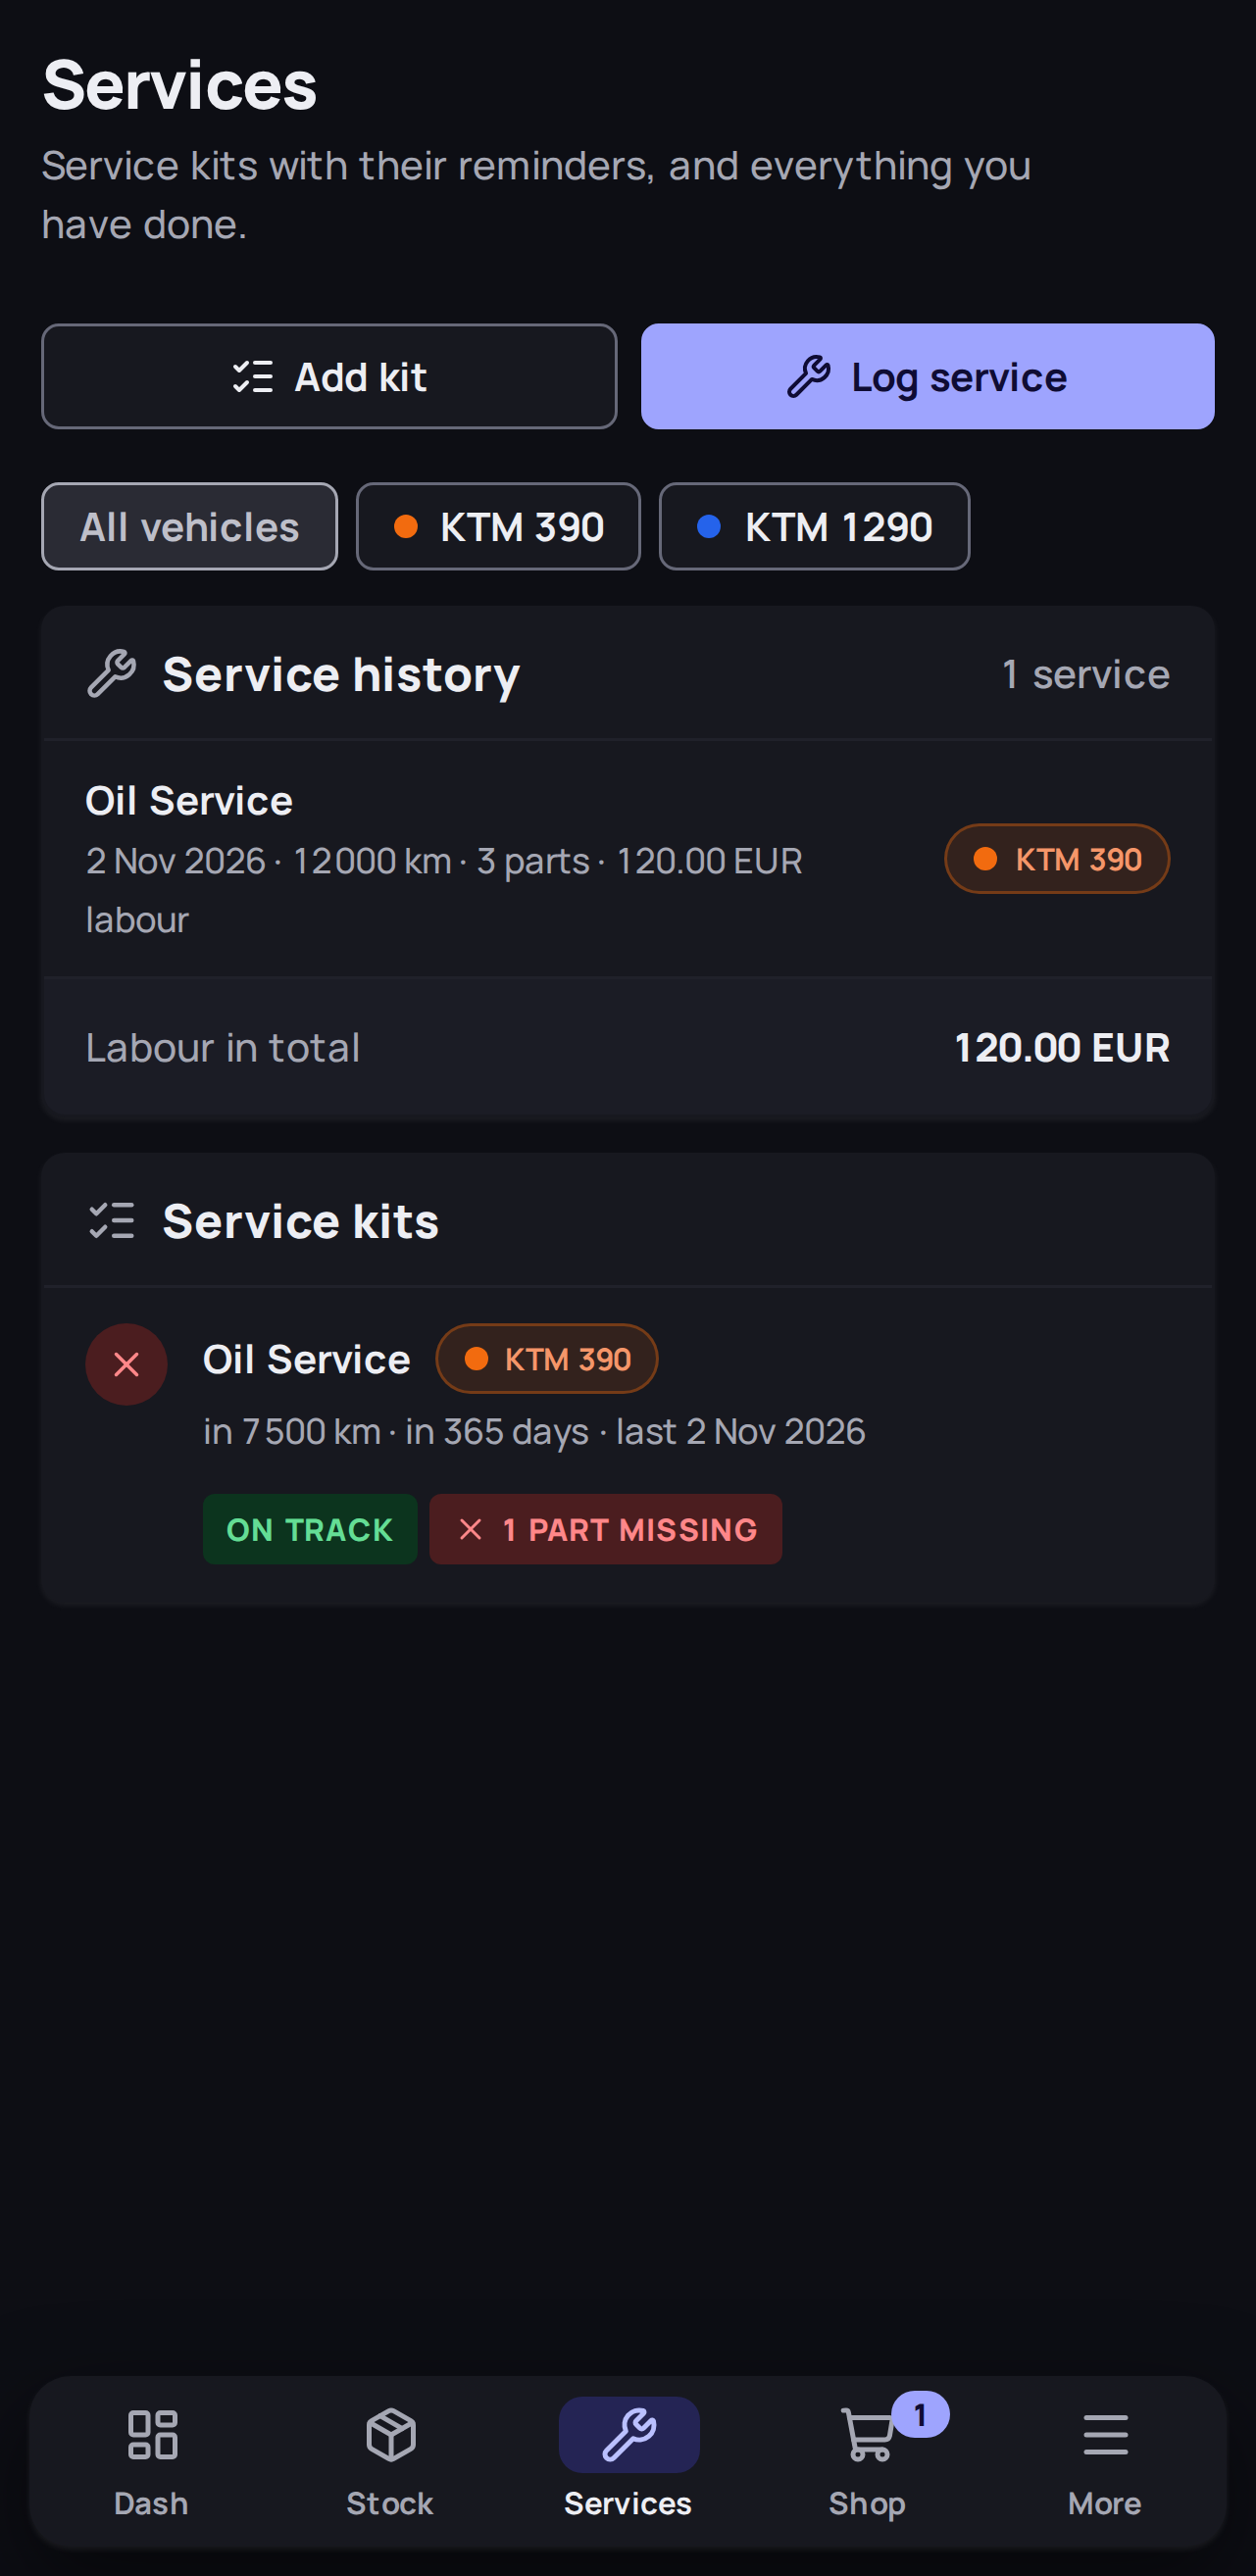 Services
Service kits with their reminders, and everything you
have done.
Add kit
Log service
All vehicles
KTM 390
KTM 1290
Service history
1 service
Oil Service
2 Nov 2026 · 12 000 km · 3 parts · 120.00 EUR
labour
KTM 390
Labour in total
120.00 EUR
Service kits
Oil Service
KTM 390
in 7 500 km · in 365 days · last 2 Nov 2026
ON TRACK
1 PART MISSING
1
Dash
Stock
Services
Shop
More